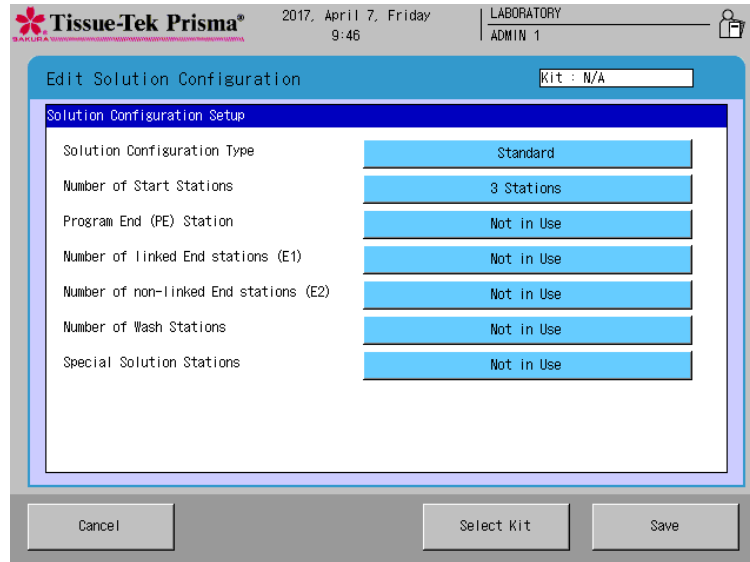 Tissue-Tek Prisma®
SAKURA
2017, April 7, Friday
9:46
LABORATORY
ADMIN 1
Edit Solution Configuration
Kit : N/A
Solution Configuration Setup
Solution Configuration Type
Standard
Number of Start Stations
3 Stations
Program End (PE) Station
Not in Use
Number of linked End stations (E1)
Not in Use
Number of non-linked End stations (E2)
Not in Use
Number of Wash Stations
Not in Use
Special Solution Stations
Not in Use
Cancel
Select Kit
Save